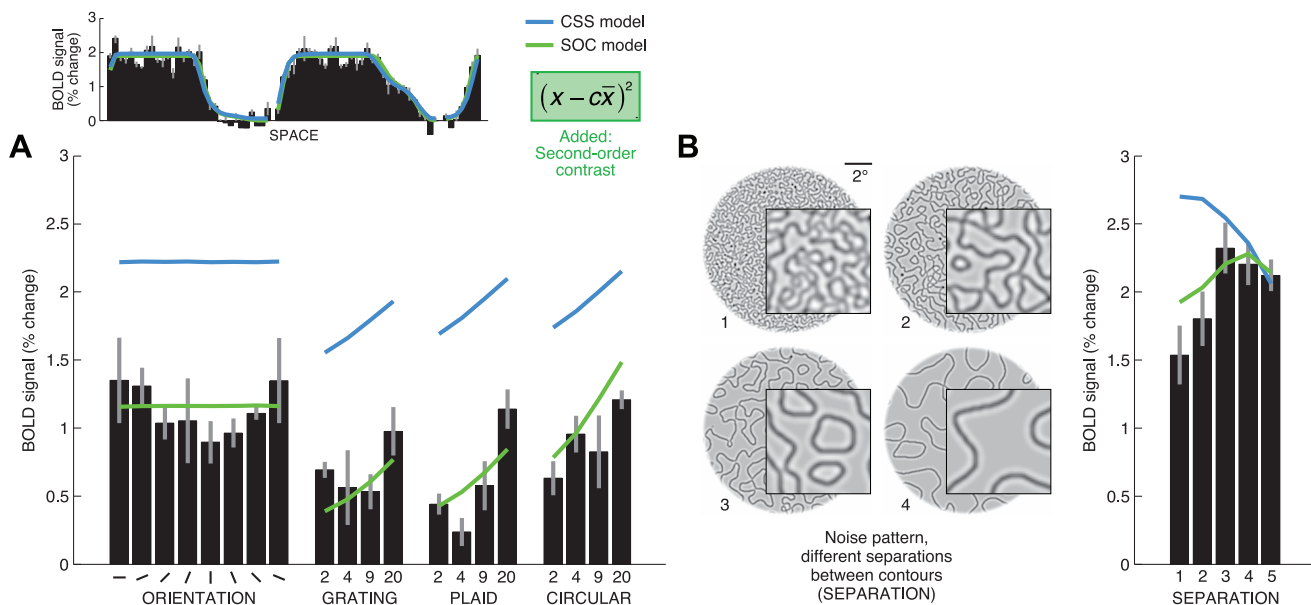 BOLD signal
(% change)
3
2
1
0
SPACE
CSS model
SOC model
(x − cx̄)²
Added:
Second-order
contrast
A
BOLD signal (% change)
3
2.5
2
1.5
1
0.5
0
ORIENTATION
2 4 9 20
GRATING
2 4 9 20
PLAID
2 4 9 20
CIRCULAR
B
2°
1
2
3
4
Noise pattern,
different separations
between contours
(SEPARATION)
BOLD signal (% change)
3
2.5
2
1.5
1
0.5
0
1 2 3 4 5
SEPARATION